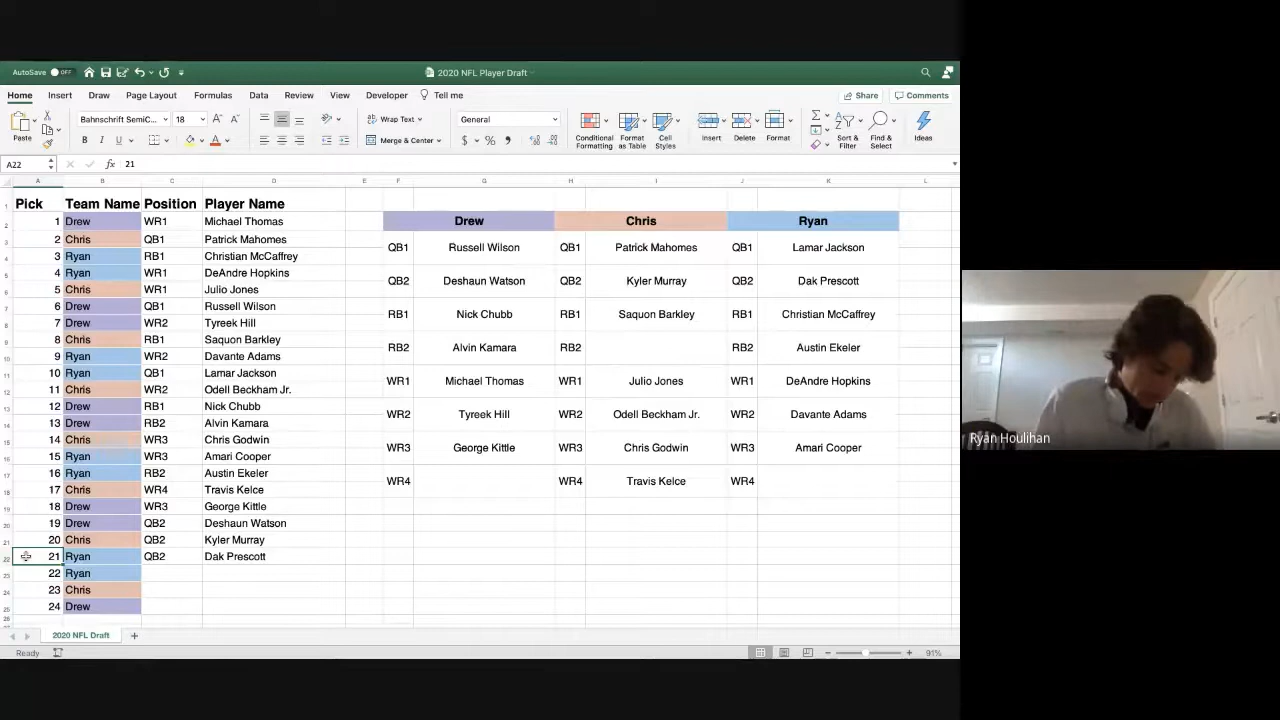 AutoSave OFF
2020 NFL Player Draft
Home Insert Draw Page Layout Formulas Data Review View Developer Tell me Share Comments
Paste Bahnschrift SemiC... 18 A A Wrap Text General Conditional Formatting Format as Table Cell Styles Insert Delete Format Sort & Filter Find & Select Ideas
B I U A Merge & Center $ % 9
A22 fx 21
A B C D E F G H I J K L
Pick Team Name Position Player Name
1 Drew WR1 Michael Thomas
2 Chris QB1 Patrick Mahomes
3 Ryan RB1 Christian McCaffrey
4 Ryan WR1 DeAndre Hopkins
5 Chris WR1 Julio Jones
6 Drew QB1 Russell Wilson
7 Drew WR2 Tyreek Hill
8 Chris RB1 Saquon Barkley
9 Ryan WR2 Davante Adams
10 Ryan QB1 Lamar Jackson
11 Chris WR2 Odell Beckham Jr.
12 Drew RB1 Nick Chubb
13 Drew RB2 Alvin Kamara
14 Chris WR3 Chris Godwin
15 Ryan WR3 Amari Cooper
16 Ryan RB2 Austin Ekeler
17 Chris WR4 Travis Kelce
18 Drew WR3 George Kittle
19 Drew QB2 Deshaun Watson
20 Chris QB2 Kyler Murray
21 Ryan QB2 Dak Prescott
22 Ryan
23 Chris
24 Drew
Drew Chris Ryan
QB1 Russell Wilson QB1 Patrick Mahomes QB1 Lamar Jackson
QB2 Deshaun Watson QB2 Kyler Murray QB2 Dak Prescott
RB1 Nick Chubb RB1 Saquon Barkley RB1 Christian McCaffrey
RB2 Alvin Kamara RB2 RB2 Austin Ekeler
WR1 Michael Thomas WR1 Julio Jones WR1 DeAndre Hopkins
WR2 Tyreek Hill WR2 Odell Beckham Jr. WR2 Davante Adams
WR3 George Kittle WR3 Chris Godwin WR3 Amari Cooper
WR4 WR4 Travis Kelce WR4
2020 NFL Draft +
Ready 91%
Ryan Houlihan